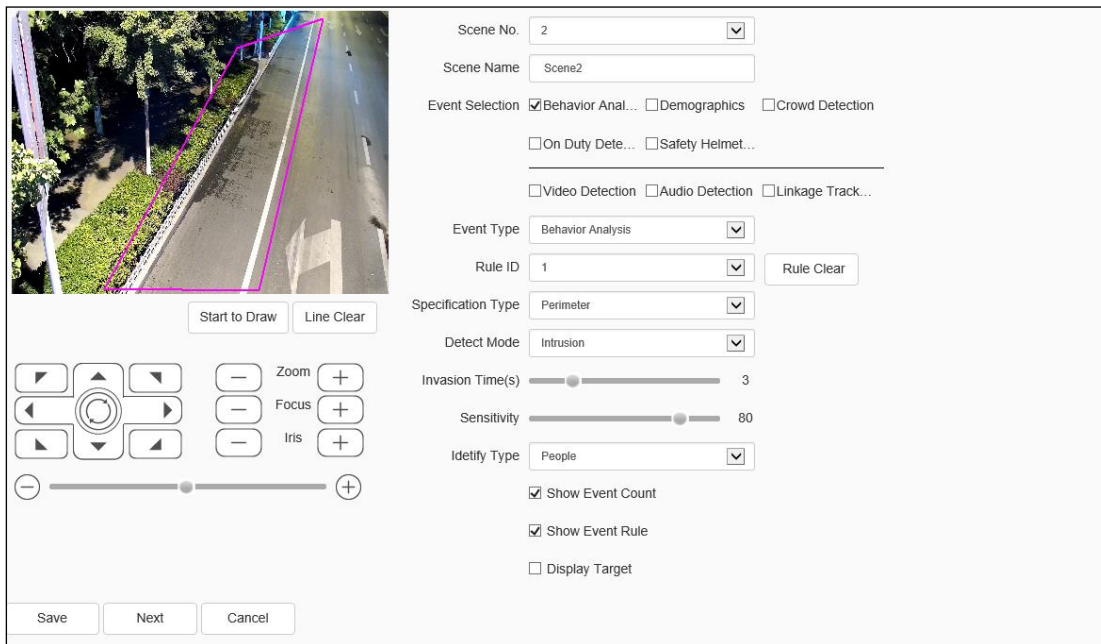 Scene No. 2
Scene Name Scene2
Event Selection Behavior Anal... Demographics Crowd Detection
On Duty Dete... Safety Helmet...
Video Detection Audio Detection Linkage Track...
Event Type Behavior Analysis
Rule ID 1 Rule Clear
Specification Type Perimeter
Start to Draw Line Clear
Detect Mode Intrusion
Zoom
Invasion Time(s) 3
Focus
Sensitivity 80
Iris
Idetify Type People
Show Event Count
Show Event Rule
Display Target
Save Next Cancel